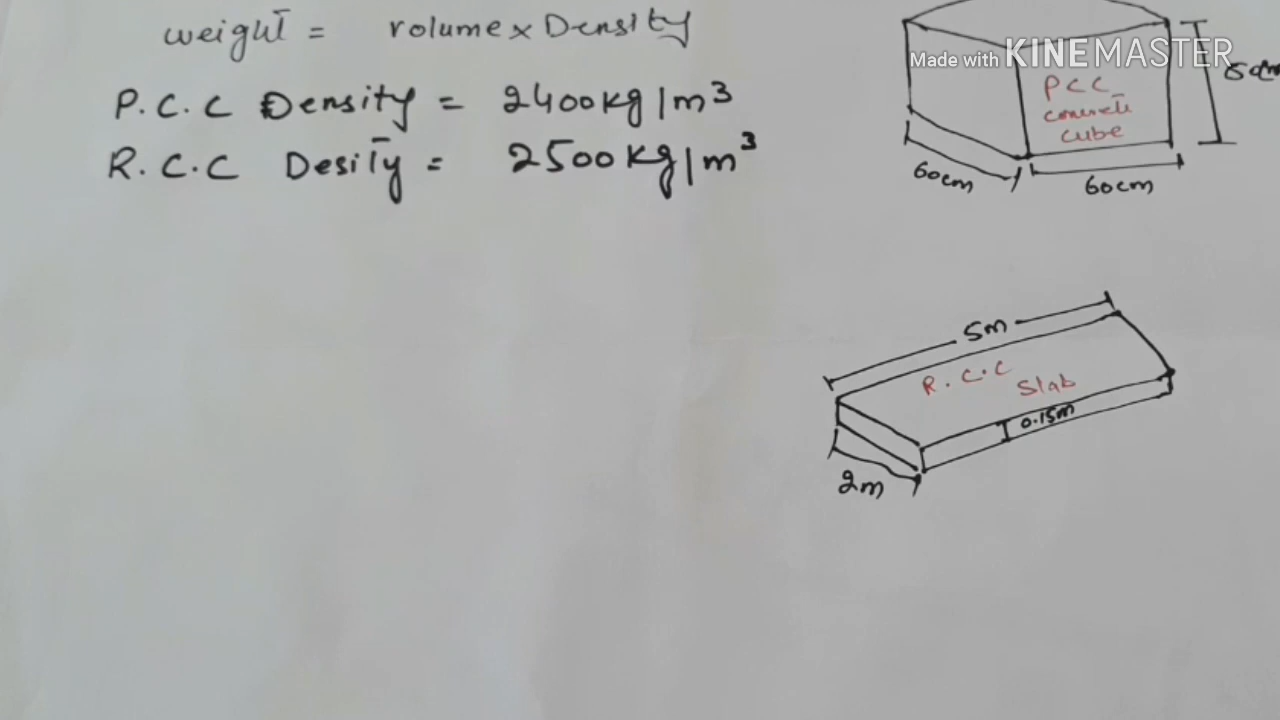 weight = rolume x Density
P.C.C Density = 2400kg/m³
R.C.C Desity = 2500kg/m³
Made with KINEMASTER
PCC
concrete
cube
60cm
60cm
5m
R.C.C
Slab
0.15m
2m